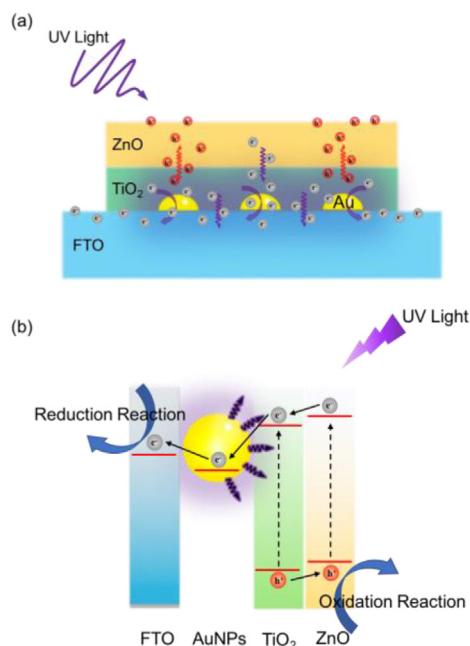 (a)
UV Light
h⁺ h⁺ h⁺ h⁺ h⁺
ZnO
TiO₂
Au
e⁻ e⁻ e⁻ e⁻
FTO
(b)
UV Light
e⁻ e⁻
Reduction Reaction
e⁻
e⁻
h⁺ h⁺
Oxidation Reaction
FTO AuNPs TiO₂ ZnO